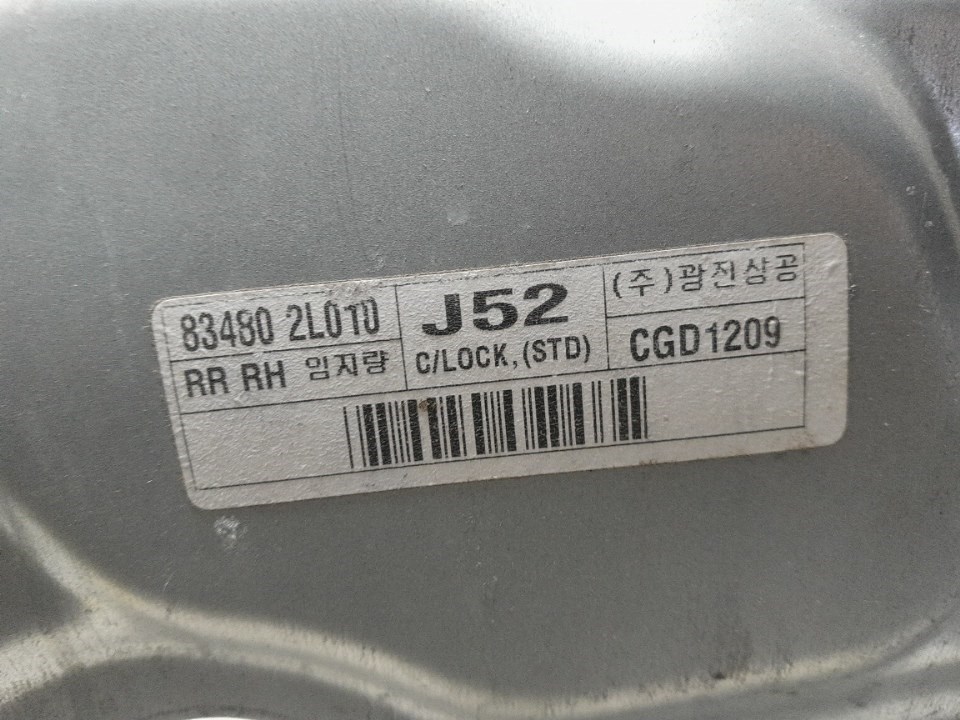 83480 2L010
RR RH 임지량
J52
C/LOCK, (STD)
(주)광진상공
CGD1209